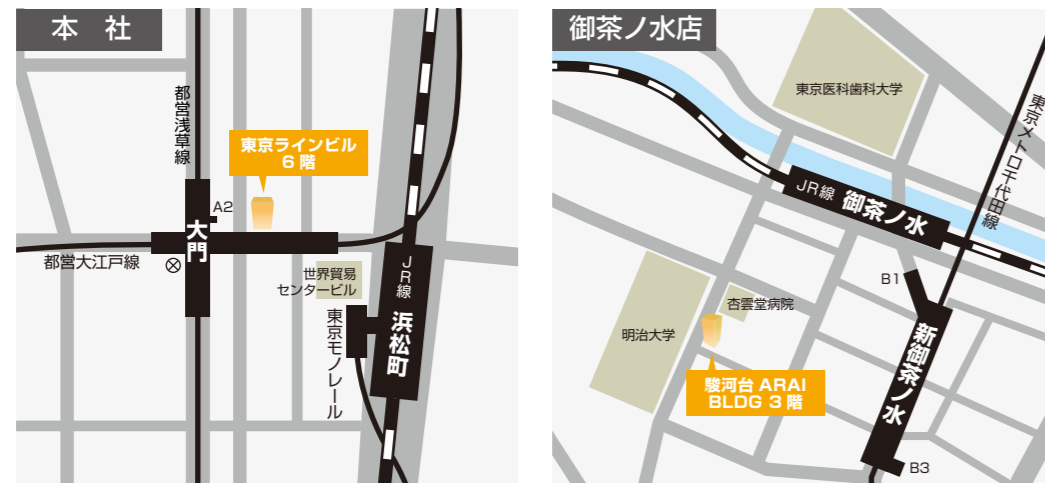 本 社
都営浅草線
東京ラインビル
6 階
A2
大門
都営大江戸線
世界貿易
センタービル
JR線
浜松町
東京モノレール
御茶ノ水店
東京医科歯科大学
東京メトロ千代田線
JR線 御茶ノ水
B1
杏雲堂病院
明治大学
新御茶ノ水
駿河台 ARAI
BLDG 3 階
B3